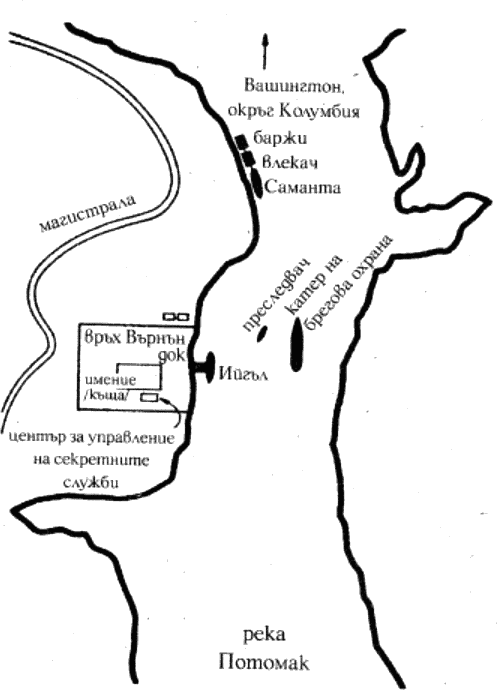 Вашингтон,
окръг Колумбия
баржи
влекач
Саманта
магистрала
преследвач
катер на
брегова охрана
връх Върнън
док
Ийгъл
имение
/къща/
център за управление
на секретните
служби
река
Потомак